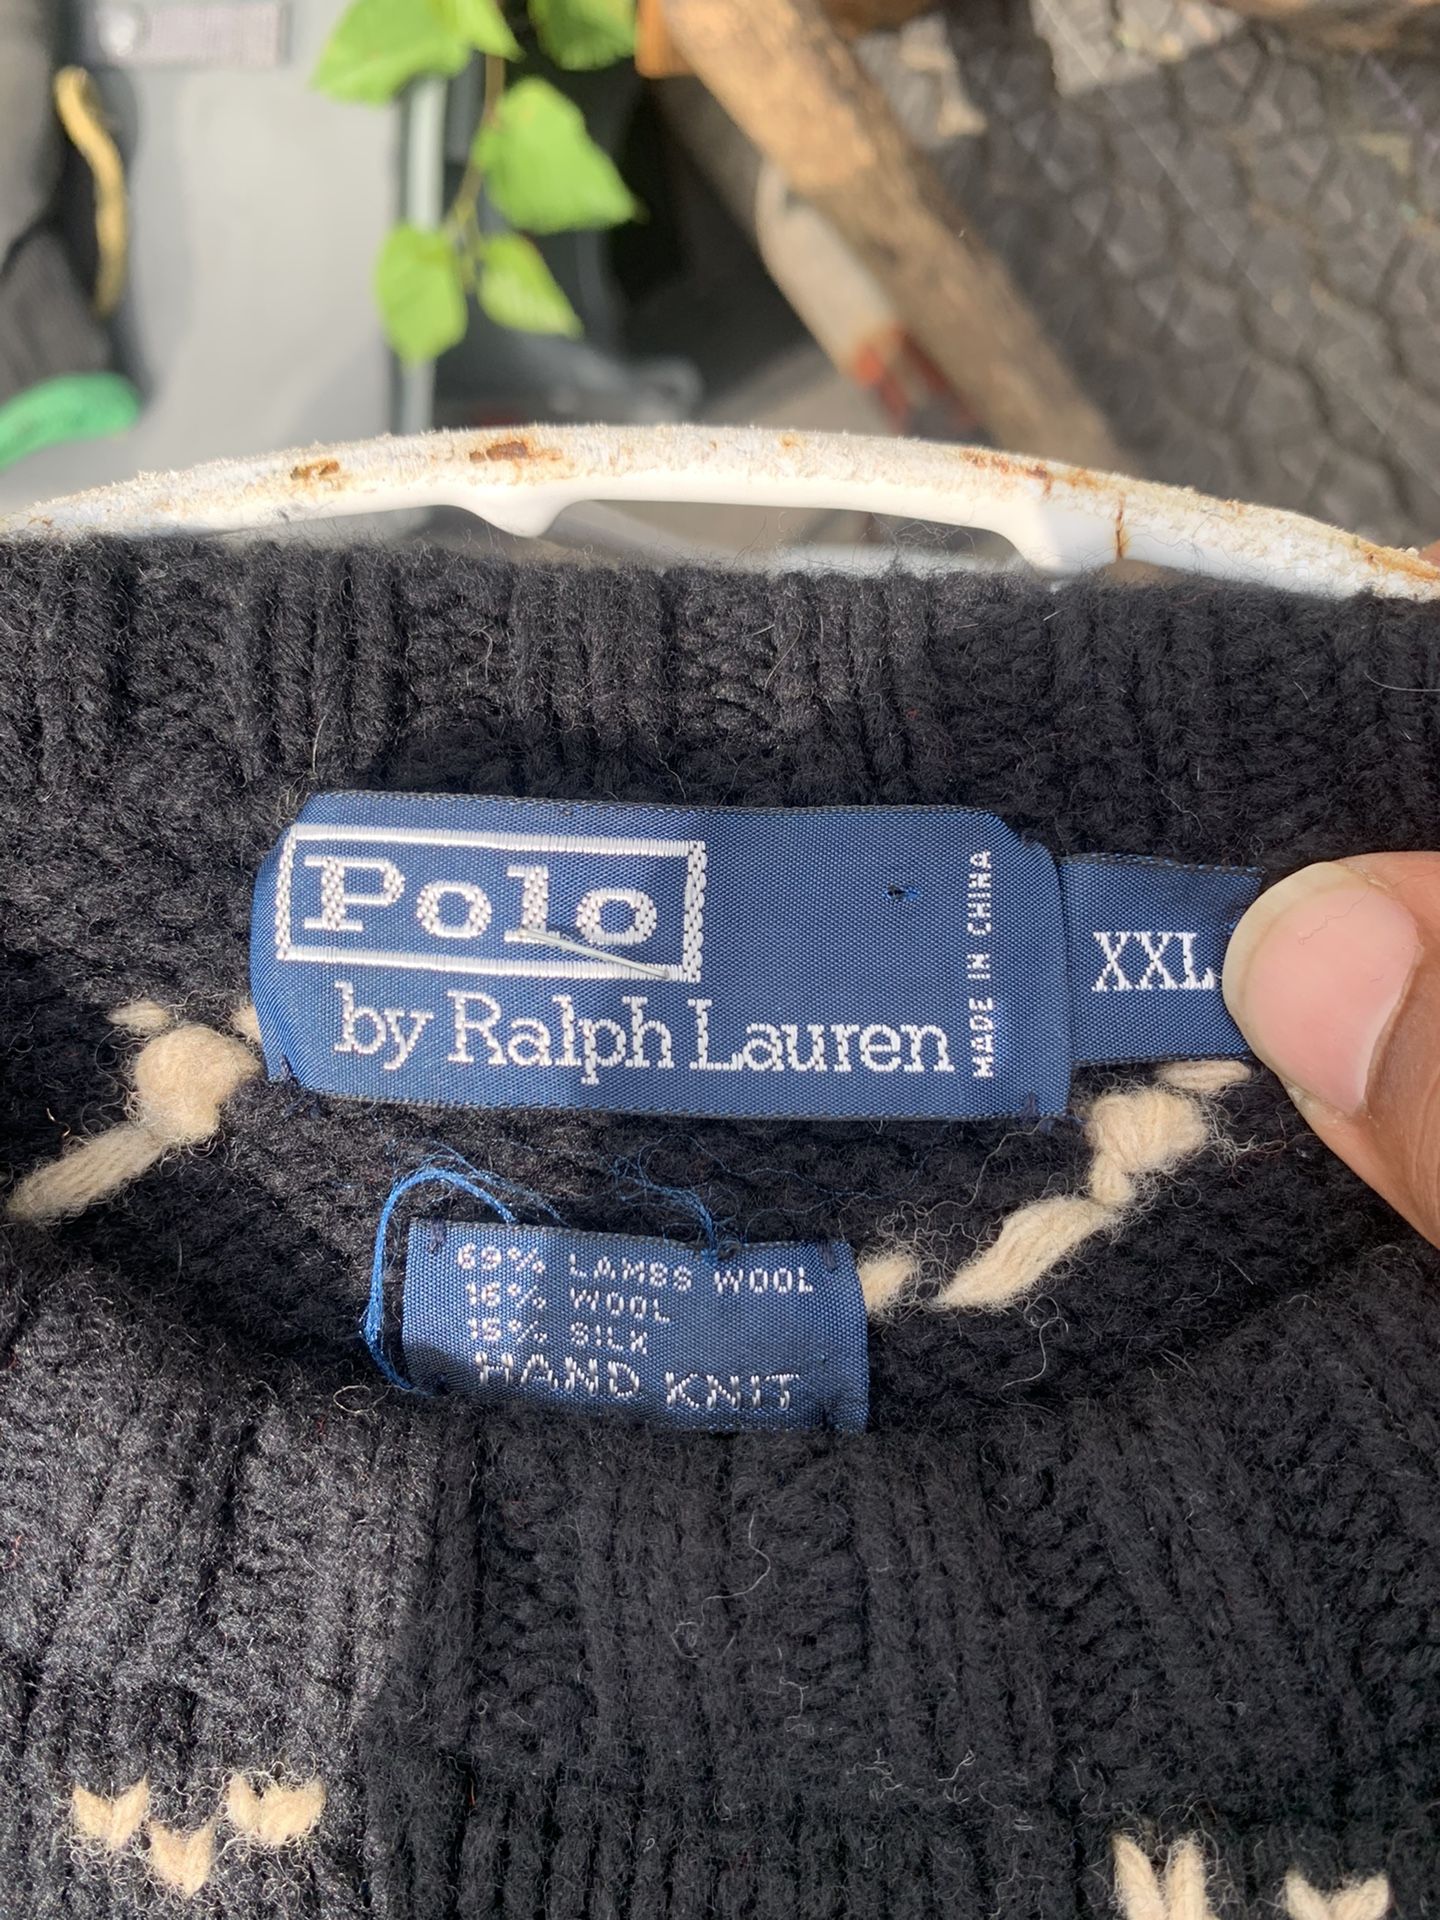 Polo
by Ralph Lauren
MADE IN CHINA
XXL
69% LAMBS WOOL
16% WOOL
15% SILK
HAND KNIT